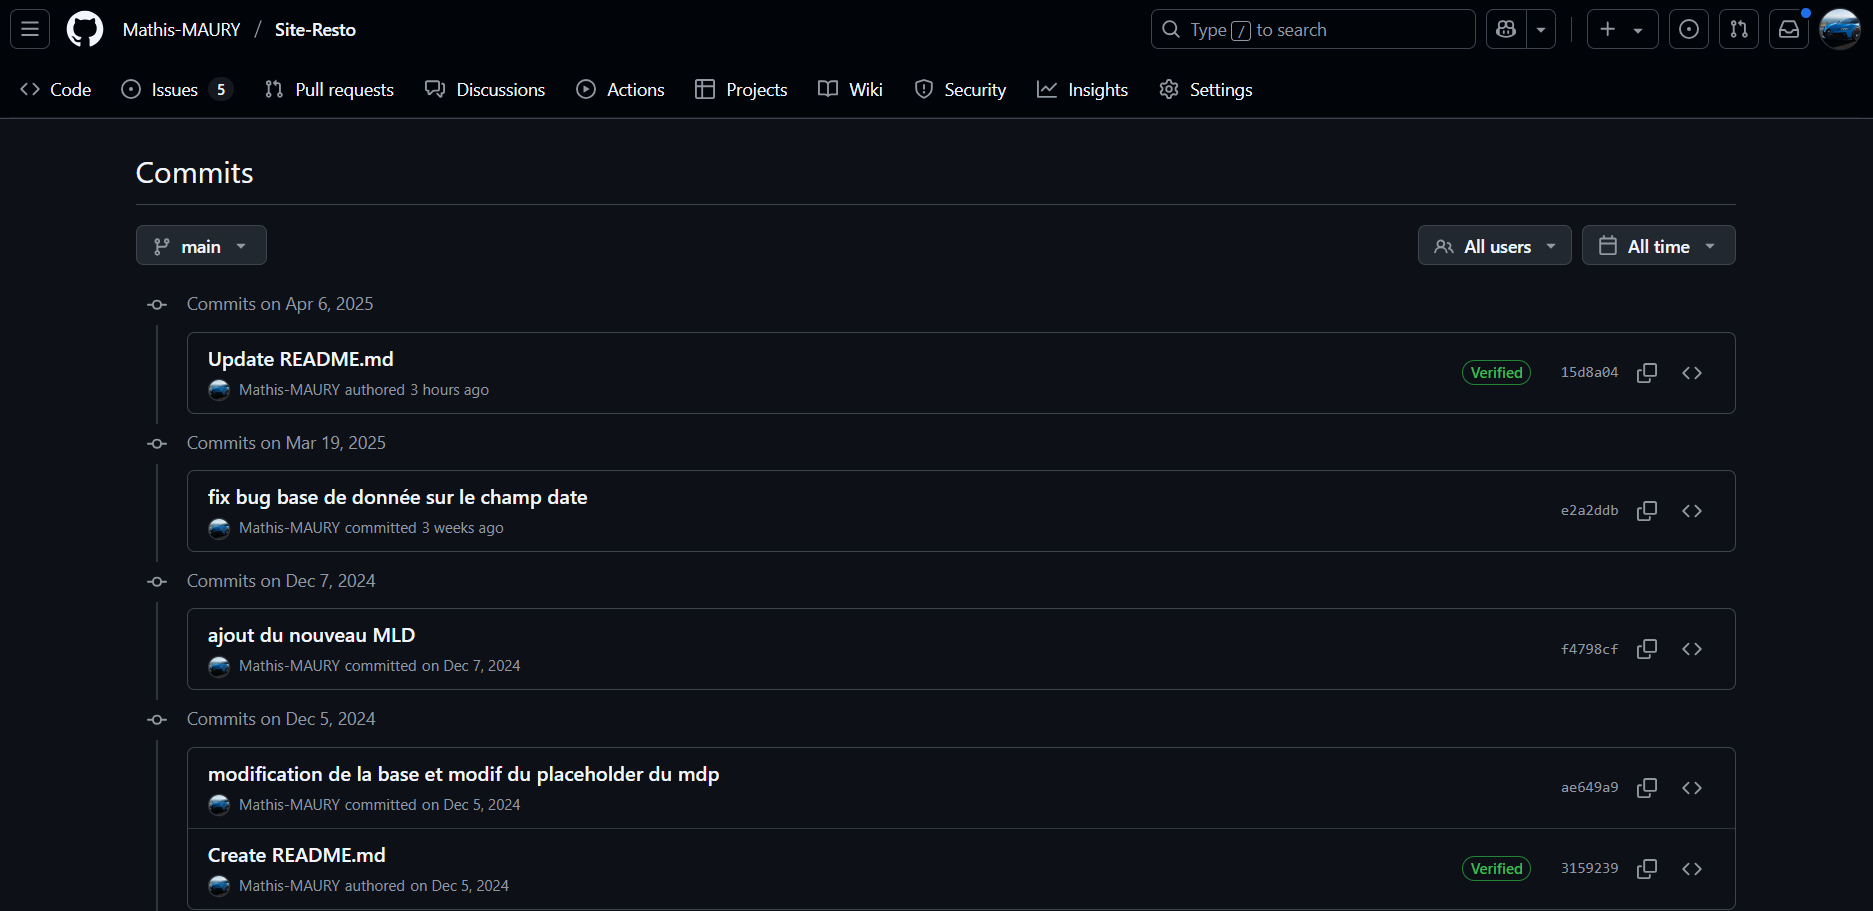 Mathis-MAURY / Site-Resto
Type / to search
Code
Issues 5
Pull requests
Discussions
Actions
Projects
Wiki
Security
Insights
Settings
Commits
main
All users
All time
Commits on Apr 6, 2025
Update README.md
Mathis-MAURY authored 3 hours ago
Verified
15d8a04
Commits on Mar 19, 2025
fix bug base de donnée sur le champ date
Mathis-MAURY committed 3 weeks ago
e2a2ddb
Commits on Dec 7, 2024
ajout du nouveau MLD
Mathis-MAURY committed on Dec 7, 2024
f4798cf
Commits on Dec 5, 2024
modification de la base et modif du placeholder du mdp
Mathis-MAURY committed on Dec 5, 2024
ae649a9
Create README.md
Mathis-MAURY authored on Dec 5, 2024
Verified
3159239